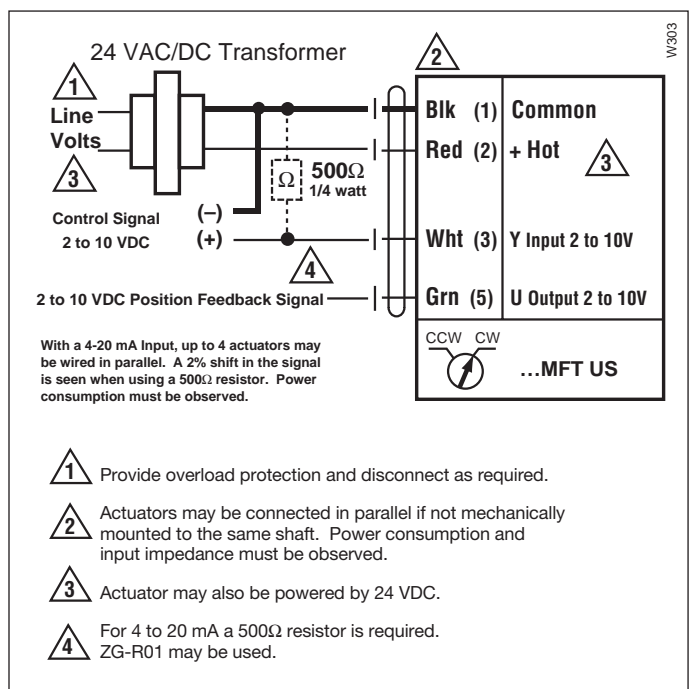 W303
24 VAC/DC Transformer
1
2
Line
Volts
3
Blk (1) Common
Red (2) + Hot
3
Ω
500Ω
1/4 watt
Control Signal
2 to 10 VDC
(–)
(+)
Wht (3) Y Input 2 to 10V
4
2 to 10 VDC Position Feedback Signal
Grn (5) U Output 2 to 10V
With a 4-20 mA Input, up to 4 actuators may
be wired in parallel. A 2% shift in the signal
is seen when using a 500Ω resistor. Power
consumption must be observed.
CCW CW
...MFT US
1 Provide overload protection and disconnect as required.
2 Actuators may be connected in parallel if not mechanically
mounted to the same shaft. Power consumption and
input impedance must be observed.
3 Actuator may also be powered by 24 VDC.
4 For 4 to 20 mA a 500Ω resistor is required.
ZG-R01 may be used.